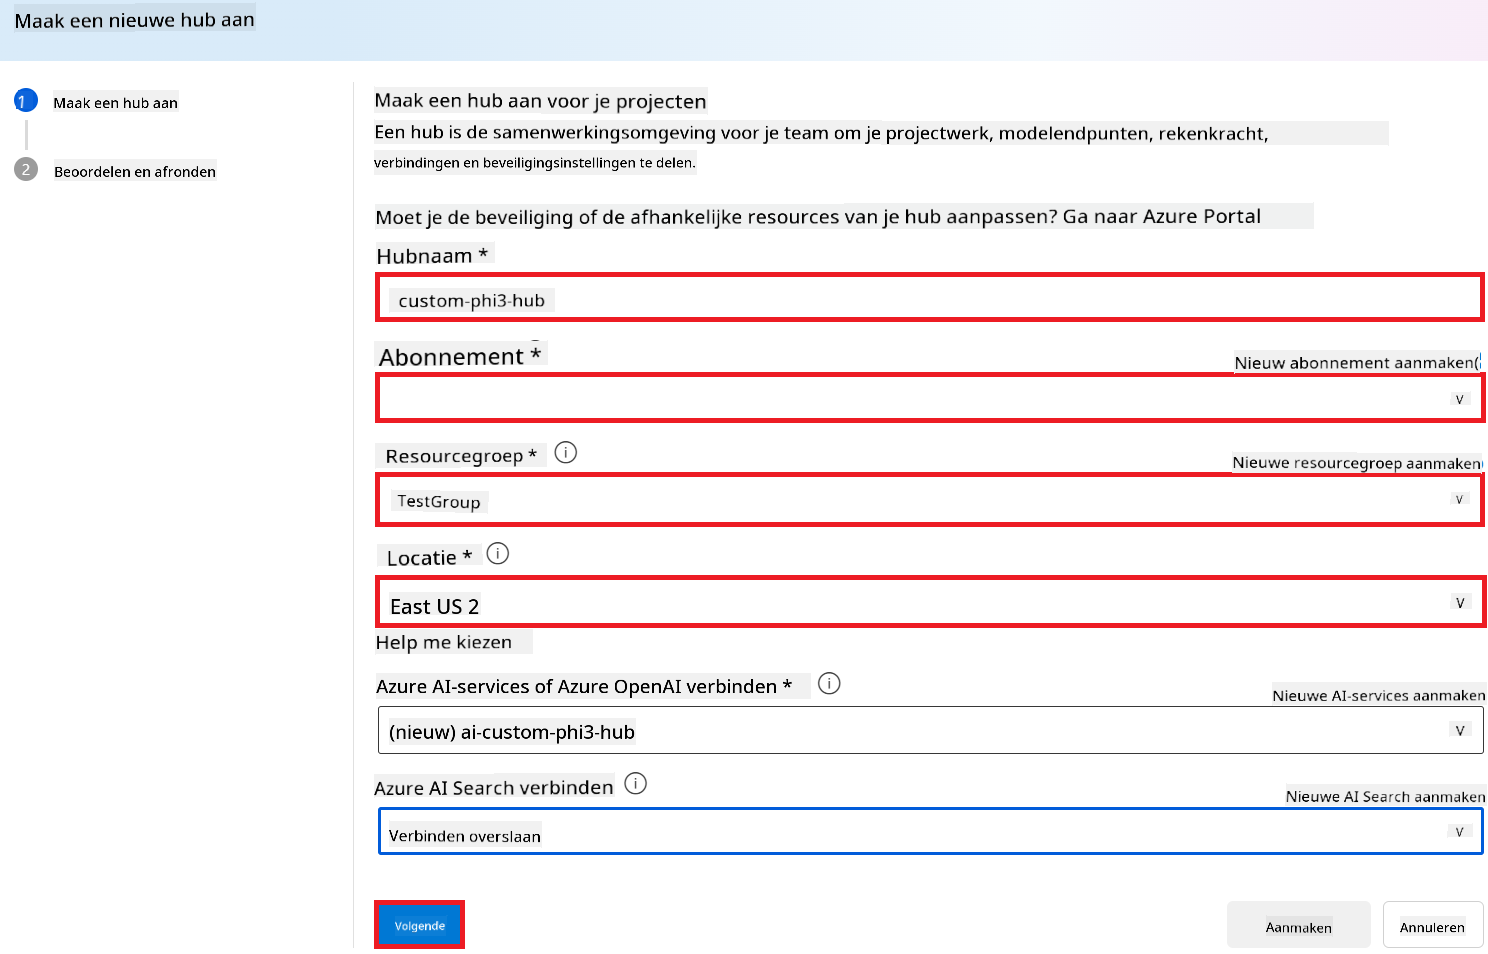 Maak een nieuwe hub aan
1 Maak een hub aan
2 Beoordelen en afronden
Maak een hub aan voor je projecten
Een hub is de samenwerkingsomgeving voor je team om je projectwerk, modelendpunten, rekenkracht,
verbindingen en beveiligingsinstellingen te delen.
Moet je de beveiliging of de afhankelijke resources van je hub aanpassen? Ga naar Azure Portal
Hubnaam *
custom-phi3-hub
Abonnement *
Nieuw abonnement aanmaken
Resourcegroep *
Nieuwe resourcegroep aanmaken
TestGroup
Locatie *
East US 2
Help me kiezen
Azure AI-services of Azure OpenAI verbinden *
Nieuwe AI-services aanmaken
(nieuw) ai-custom-phi3-hub
Azure AI Search verbinden
Nieuwe AI Search aanmaken
Verbinden overslaan
Volgende
Aanmaken
Annuleren